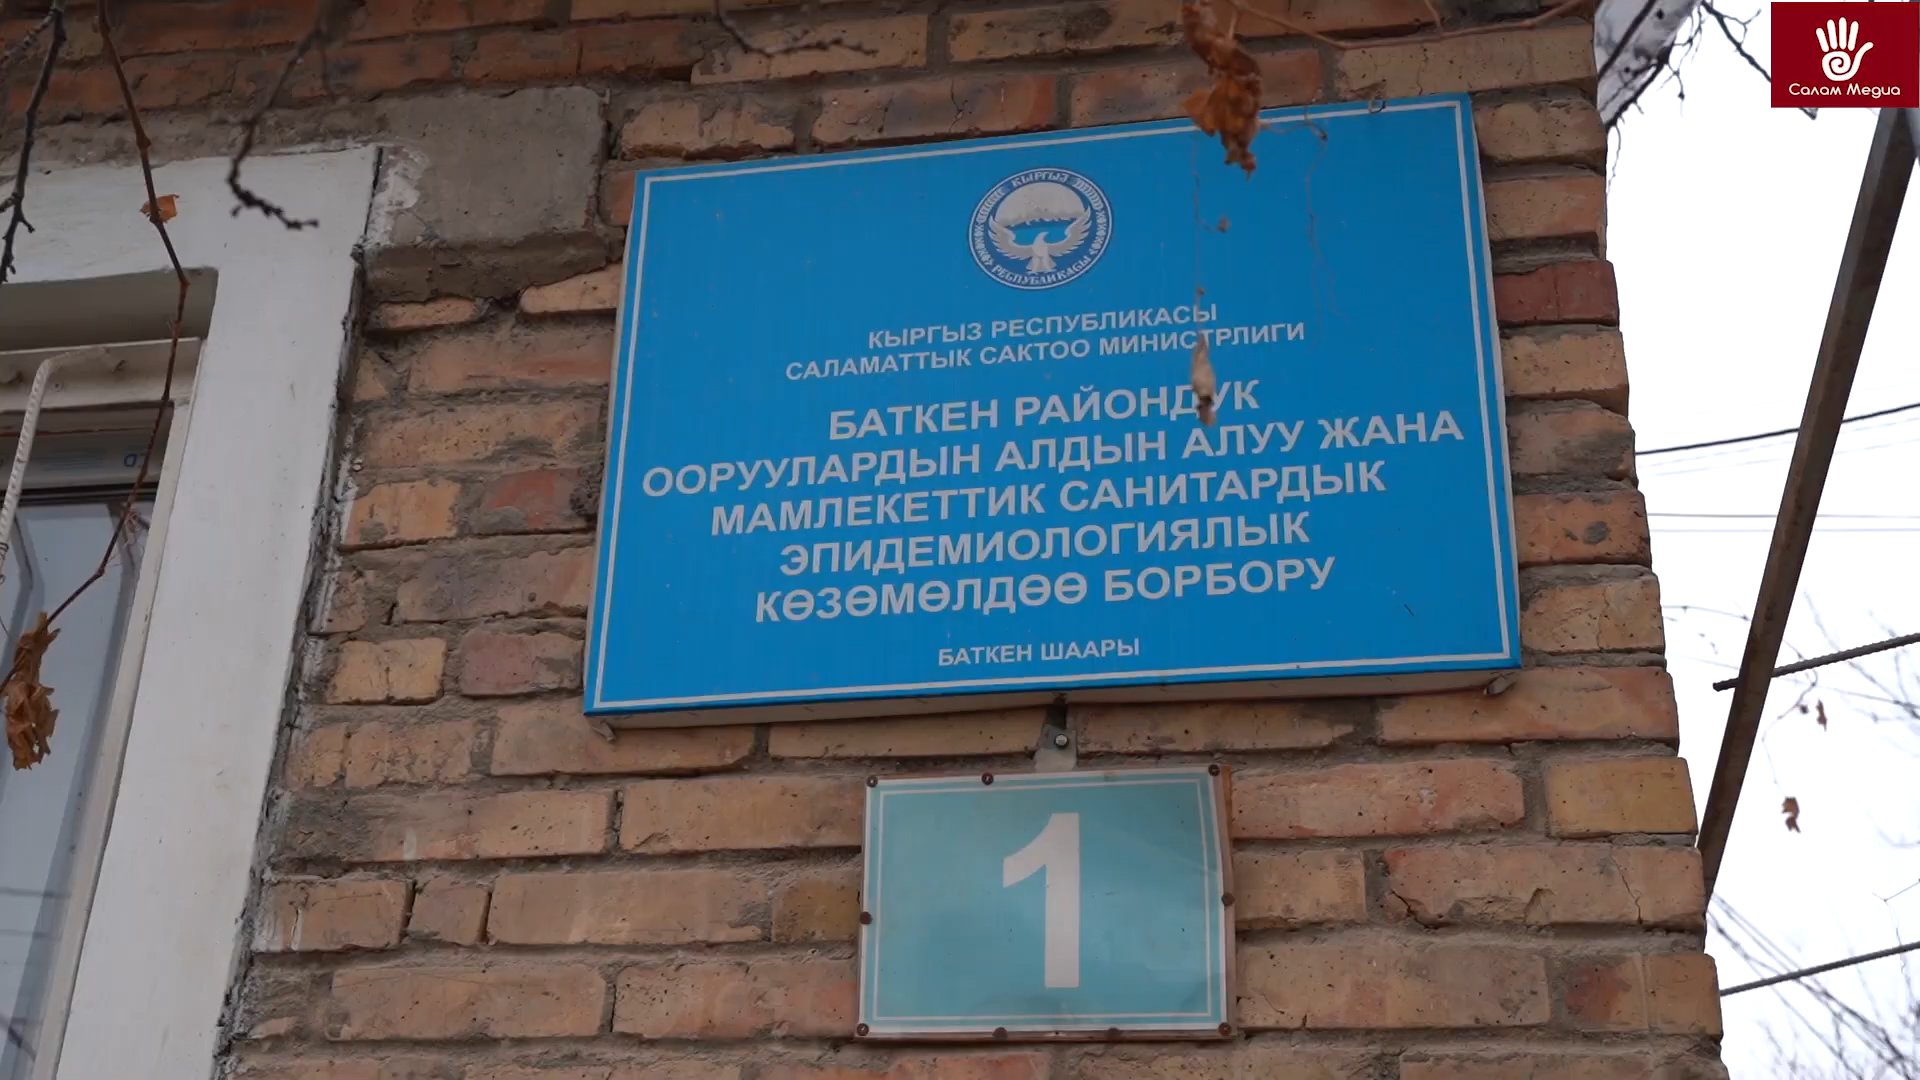 Салам Медиа
КЫРГЫЗ
РЕСПУБЛИКАСЫ
КЫРГЫЗ РЕСПУБЛИКАСЫ
САЛАМАТТЫК САКТОО МИНИСТРЛИГИ
БАТКЕН РАЙОНДУК
ООРУУЛАРДЫН АЛДЫН АЛУУ ЖАНА
МАМЛЕКЕТТИК САНИТАРДЫК
ЭПИДЕМИОЛОГИЯЛЫК
КӨЗӨМӨЛДӨӨ БОРБОРУ
БАТКЕН ШААРЫ
1